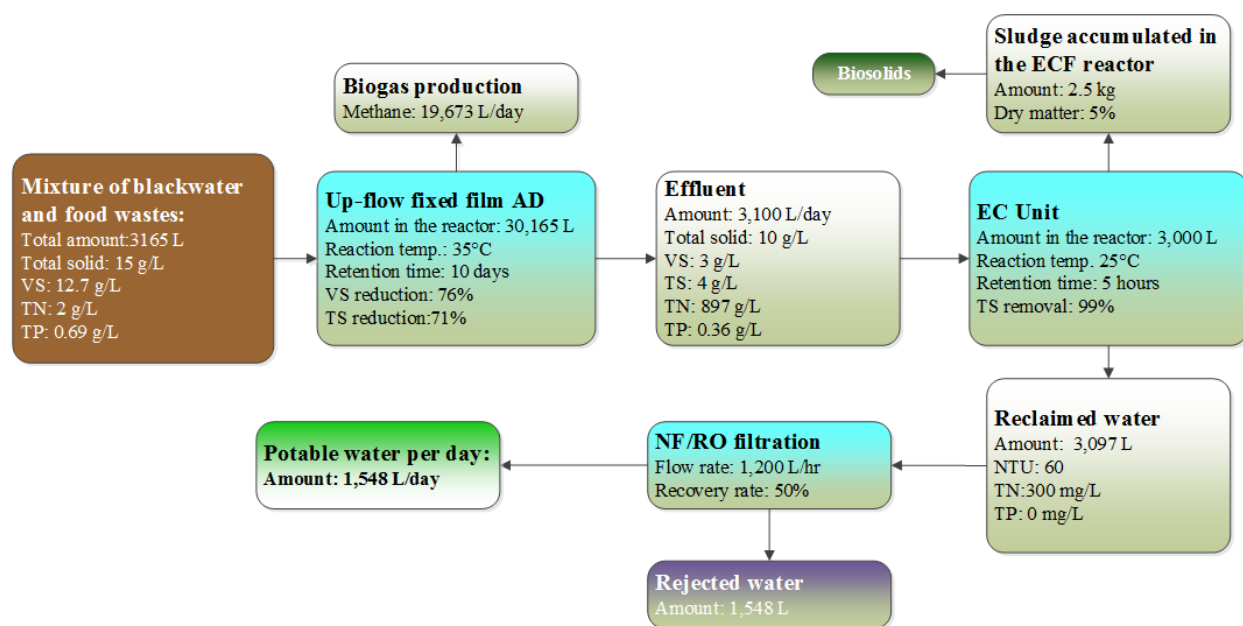 Mixture of blackwater
and food wastes:
Total amount:3165 L
Total solid: 15 g/L
VS: 12.7 g/L
TN: 2 g/L
TP: 0.69 g/L
Biogas production
Methane: 19,673 L/day
Up-flow fixed film AD
Amount in the reactor: 30,165 L
Reaction temp.: 35°C
Retention time: 10 days
VS reduction: 76%
TS reduction:71%
Effluent
Amount: 3,100 L/day
Total solid: 10 g/L
VS: 3 g/L
TS: 4 g/L
TN: 897 g/L
TP: 0.36 g/L
Biosolids
Sludge accumulated in
the ECF reactor
Amount: 2.5 kg
Dry matter: 5%
EC Unit
Amount in the reactor: 3,000 L
Reaction temp. 25°C
Retention time: 5 hours
TS removal: 99%
Reclaimed water
Amount: 3,097 L
NTU: 60
TN:300 mg/L
TP: 0 mg/L
NF/RO filtration
Flow rate: 1,200 L/hr
Recovery rate: 50%
Potable water per day:
Amount: 1,548 L/day
Rejected water
Amount: 1,548 L